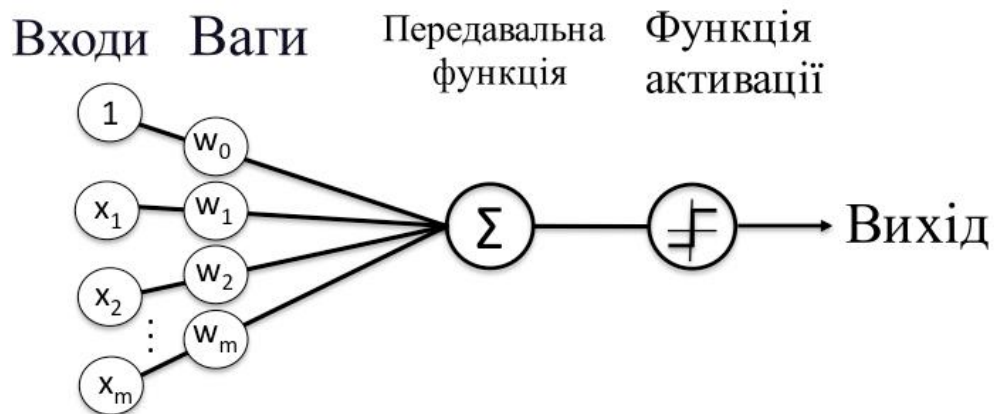 Входи
Ваги
Передавальна
функція
Функція
активації
1
w₀
x₁
w₁
x₂
w₂
⋮
xₘ
wₘ
Σ
Вихід